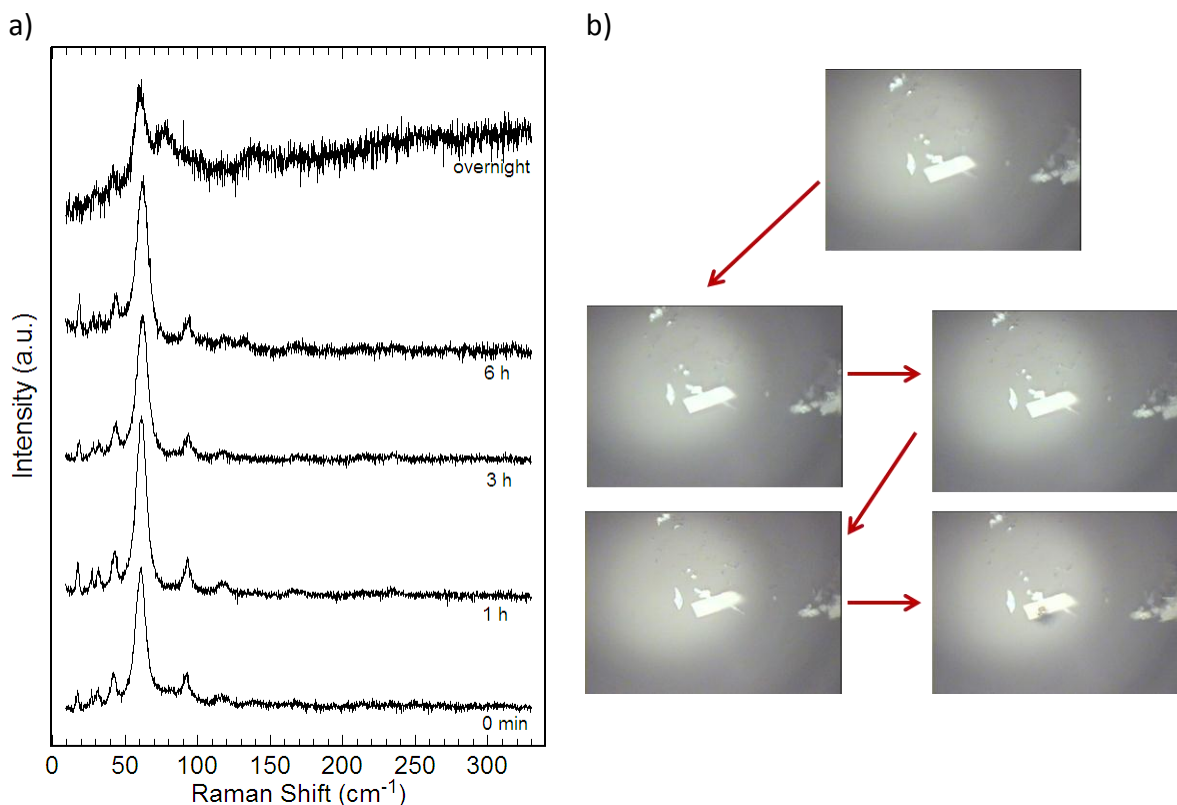 a)
b)
overnight
6 h
3 h
1 h
0 min
Intensity (a.u.)
0 50 100 150 200 250 300
Raman Shift (cm⁻¹)